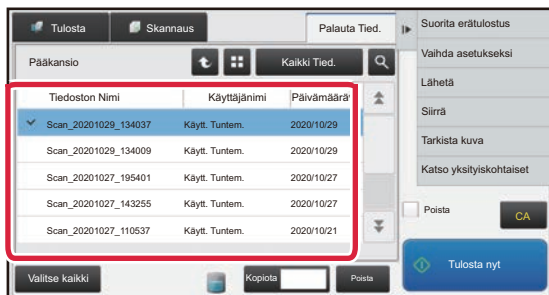 Tulosta
Skannaus
Palauta Tied.
Pääkansio
Kaikki Tied.
Tiedoston Nimi Käyttäjänimi Päivämäärä
Scan_20201029_134037 Käytt. Tuntem. 2020/10/29
Scan_20201029_134009 Käytt. Tuntem. 2020/10/29
Scan_20201027_195401 Käytt. Tuntem. 2020/10/27
Scan_20201027_143255 Käytt. Tuntem. 2020/10/27
Scan_20201027_110537 Käytt. Tuntem. 2020/10/21
Valitse kaikki
Kopiota
Poista
Suorita erätulostus
Vaihda asetukseksi
Lähetä
Siirrä
Tarkista kuva
Katso yksityiskohtaiset
Poista
CA
Tulosta nyt